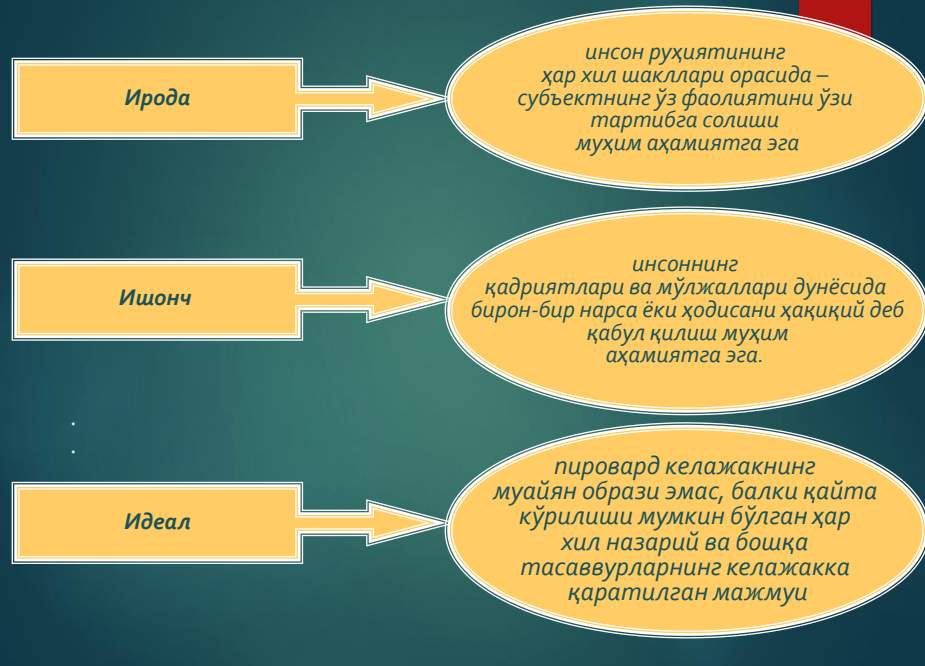 Ирода
инсон руҳиятининг
ҳар хил шакллари орасида –
субъектнинг ўз фаолиятини ўзи
тартибга солиши
муҳим аҳамиятга эга
Ишонч
инсоннинг
қадриятлари ва мўлжаллари дунёсида
бирон-бир нарса ёки ҳодисани ҳақиқий деб
қабул қилиш муҳим
аҳамиятга эга.
.
.
Идеал
пировард келажакнинг
муайян образи эмас, балки қайта
кўрилиши мумкин бўлган ҳар
хил назарий ва бошқа
тасаввурларнинг келажакка
қаратилган мажмуи